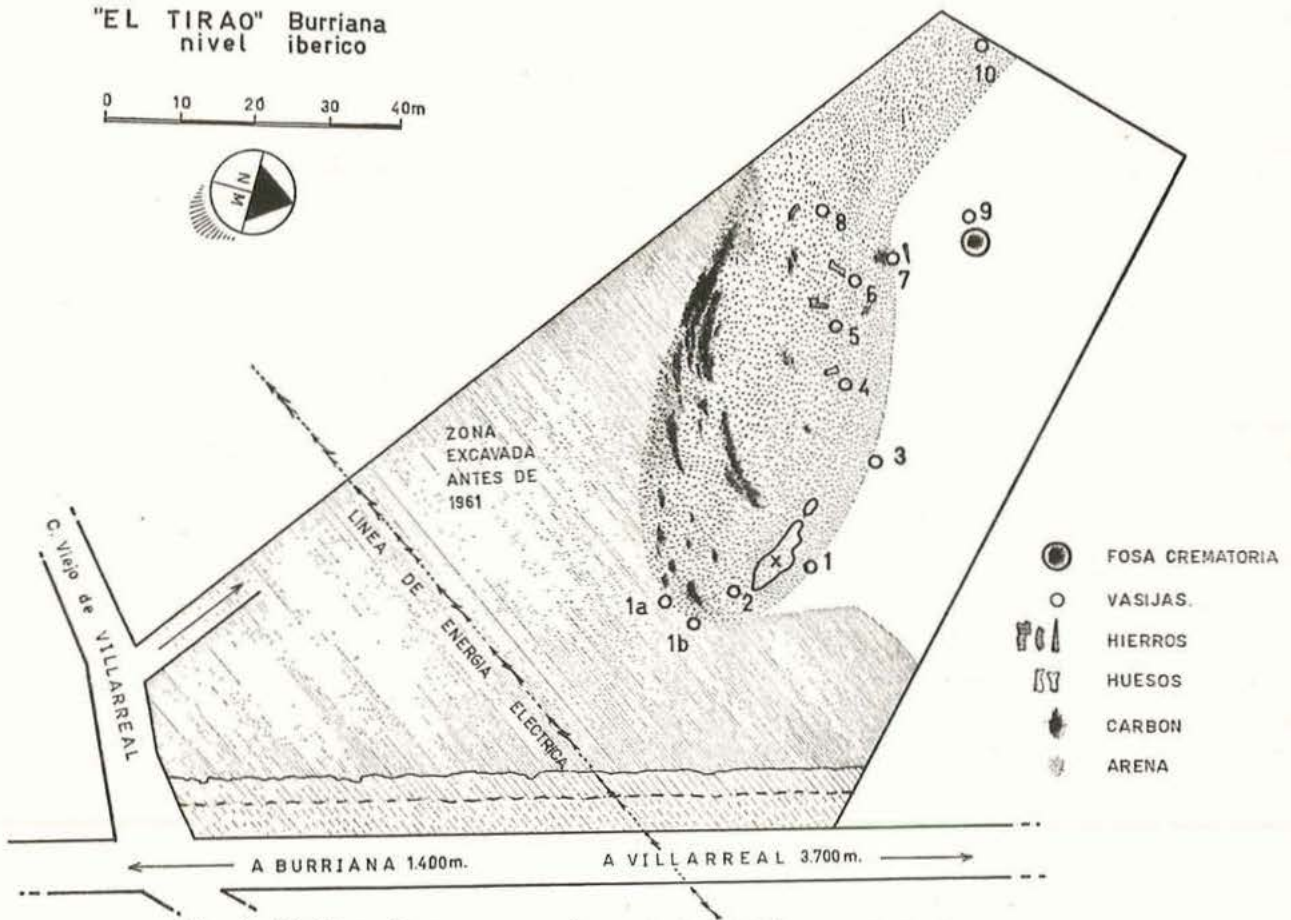 "EL TIRAO" Burriana
nivel iberico
0 10 20 30 40m
N M
10
9
8
7
6
5
4
3
1
2
1a
1b
ZONA
EXCAVADA
ANTES DE
1961
LINEA DE ENERGIA ELECTRICA
C. Viejo de VILLARREAL
x
FOSA CREMATORIA
VASIJAS.
HIERROS
HUESOS
CARBON
ARENA
A BURRIANA 1.400m.
A VILLARREAL 3.700m.